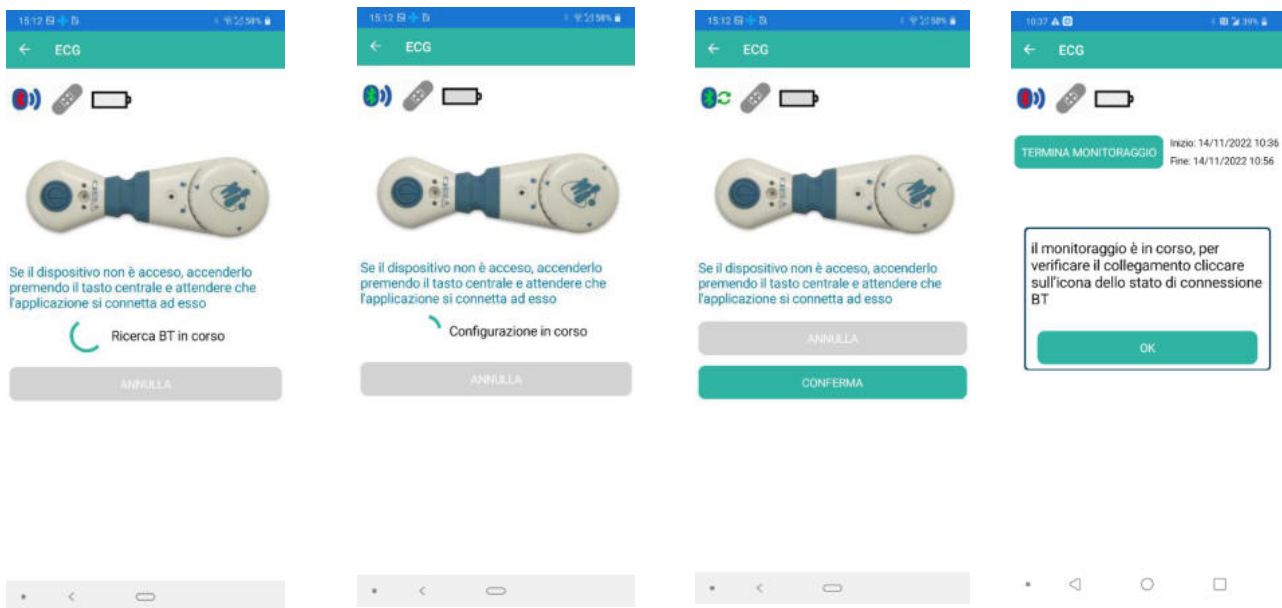 15:12
58%
ECG
Se il dispositivo non è acceso, accenderlo
premendo il tasto centrale e attendere che
l'applicazione si connetta ad esso
Ricerca BT in corso
ANNULLA
15:12
58%
ECG
Se il dispositivo non è acceso, accenderlo
premendo il tasto centrale e attendere che
l'applicazione si connetta ad esso
Configurazione in corso
ANNULLA
15:12
58%
ECG
Se il dispositivo non è acceso, accenderlo
premendo il tasto centrale e attendere che
l'applicazione si connetta ad esso
ANNULLA
CONFERMA
10:37
39%
ECG
TERMINA MONITORAGGIO
Inizio: 14/11/2022 10:36
Fine: 14/11/2022 10:56
il monitoraggio è in corso, per
verificare il collegamento cliccare
sull'icona dello stato di connessione
BT
OK